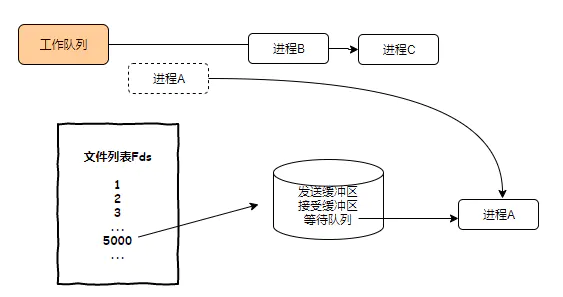 工作队列
进程B
进程C
进程A
文件列表Fds
1
2
3
...
5000
...
发送缓冲区
接受缓冲区
等待队列
进程A